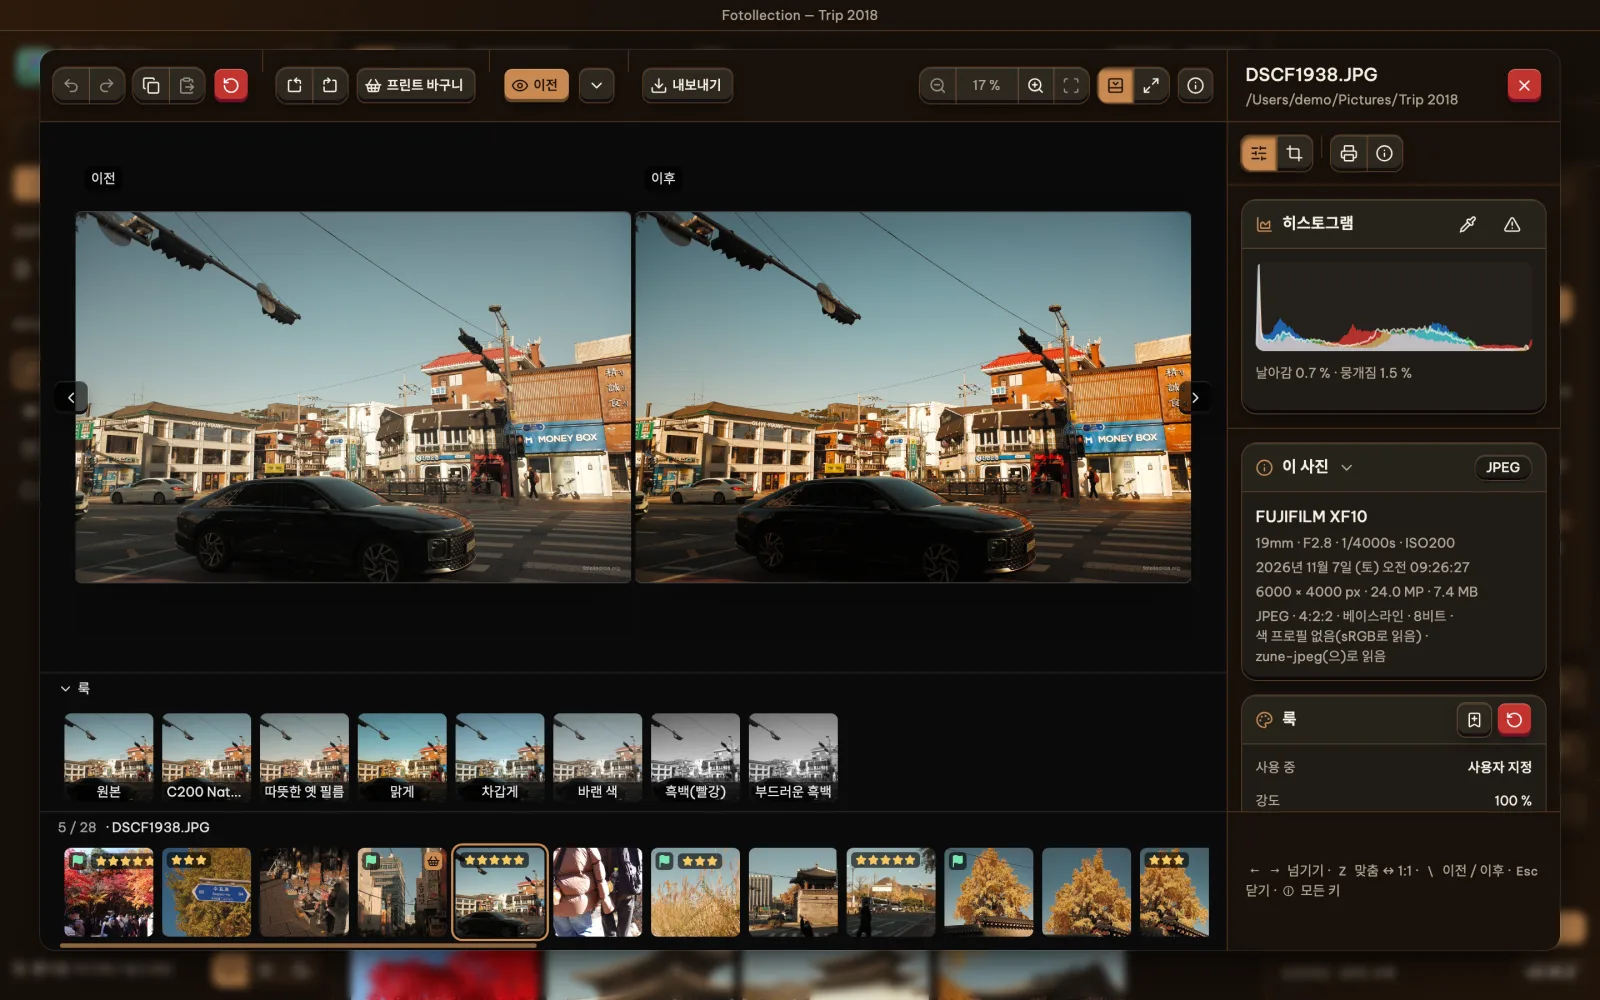 Fotollection — Trip 2018
프린트 바구니
이전
내보내기
17 %
DSCF1938.JPG
/Users/demo/Pictures/Trip 2018
이전
이후
MONEY BOX
MONEY BOX
히스토그램
날아감 0.7 % · 뭉개짐 1.5 %
이 사진
JPEG
FUJIFILM XF10
19mm · F2.8 · 1/4000s · ISO200
2026년 11월 7일 (토) 오전 09:26:27
6000 × 4000 px · 24.0 MP · 7.4 MB
JPEG · 4:2:2 · 베이스라인 · 8비트 ·
색 프로필 없음(sRGB로 읽음) ·
zune-jpeg(으)로 읽음
룩
사용 중
사용자 지정
강도
100 %
룩
원본
C200 Nat...
따뜻한 옛 필름
맑게
차갑게
바랜 색
흑백(빨강)
부드러운 흑백
5 / 28 · DSCF1938.JPG
← → 넘기기 · Z 맞춤 ↔ 1:1 · \ 이전 / 이후 · Esc
닫기 · ⓘ 모든 키